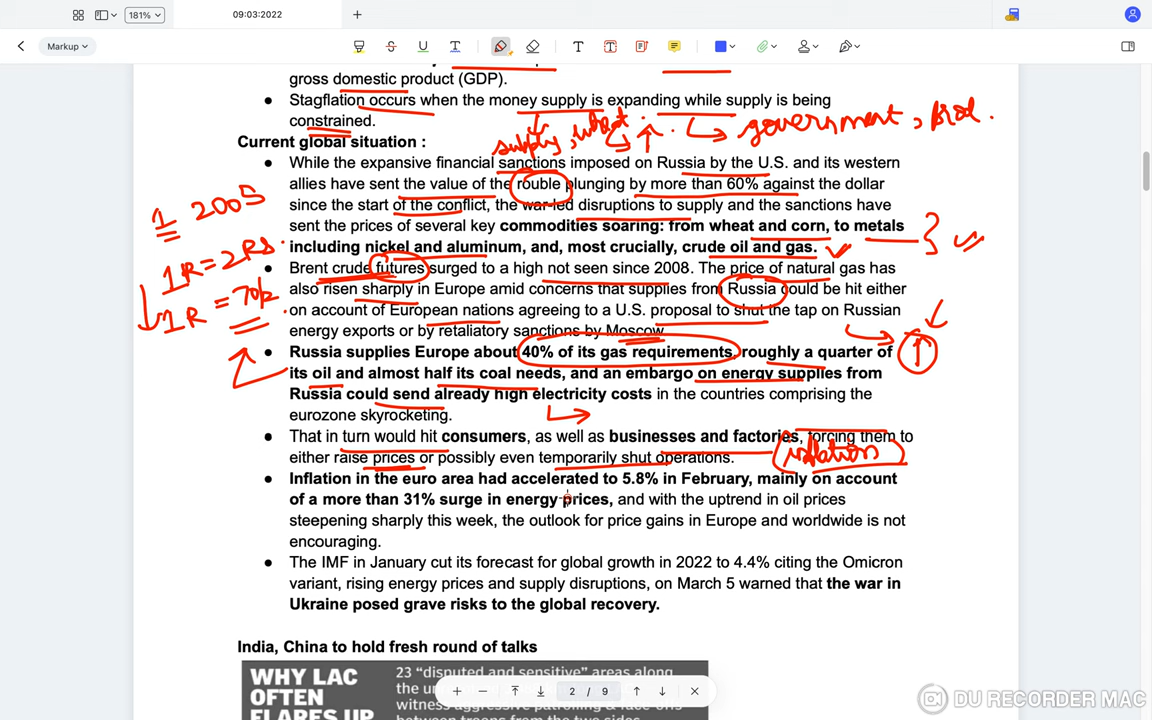 181%
09:03:2022
Markup
gross domestic product (GDP).
Stagflation occurs when the money supply is expanding while supply is being
constrained.
supply, wheat.
government, prod.
Current global situation :
While the expansive financial sanctions imposed on Russia by the U.S. and its western
allies have sent the value of the rouble plunging by more than 60% against the dollar
since the start of the conflict, the war-led disruptions to supply and the sanctions have
sent the prices of several key commodities soaring: from wheat and corn, to metals
including nickel and aluminum, and, most crucially, crude oil and gas.
1 200$
1R = 2Rs
1R = 70p
Brent crude futures surged to a high not seen since 2008. The price of natural gas has
also risen sharply in Europe amid concerns that supplies from Russia could be hit either
on account of European nations agreeing to a U.S. proposal to shut the tap on Russian
energy exports or by retaliatory sanctions by Moscow
Russia supplies Europe about 40% of its gas requirements, roughly a quarter of
its oil and almost half its coal needs, and an embargo on energy supplies from
Russia could send already high electricity costs in the countries comprising the
eurozone skyrocketing.
That in turn would hit consumers, as well as businesses and factories, forcing them to
either raise prices or possibly even temporarily shut operations.
inflation
Inflation in the euro area had accelerated to 5.8% in February, mainly on account
of a more than 31% surge in energy prices, and with the uptrend in oil prices
steepening sharply this week, the outlook for price gains in Europe and worldwide is not
encouraging.
The IMF in January cut its forecast for global growth in 2022 to 4.4% citing the Omicron
variant, rising energy prices and supply disruptions, on March 5 warned that the war in
Ukraine posed grave risks to the global recovery.
India, China to hold fresh round of talks
WHY LAC
OFTEN
FLARES UP
23 "disputed and sensitive" areas along
2 / 9
DU RECORDER MAC